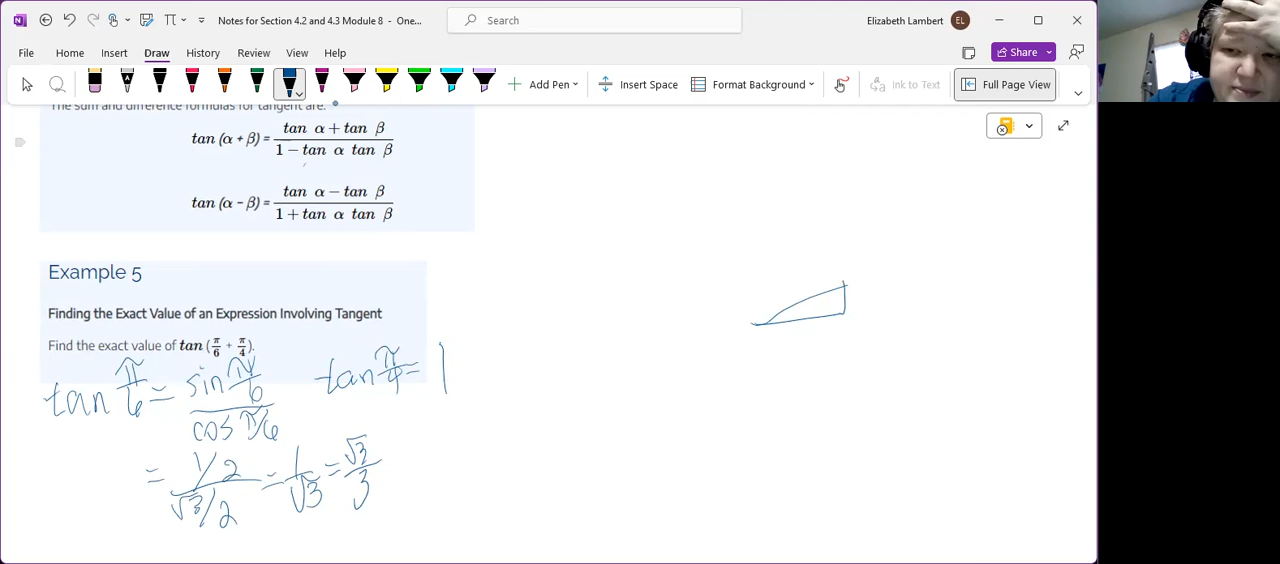 Notes for Section 4.2 and 4.3 Module 8 - One...
Search
Elizabeth Lambert
EL
File Home Insert Draw History Review View Help
Share
Add Pen
Insert Space
Format Background
Ink to Text
Full Page View
The sum and difference formulas for tangent are:
tan (α + β) = (tan α + tan β) / (1 − tan α tan β)
tan (α − β) = (tan α − tan β) / (1 + tan α tan β)
Example 5
Finding the Exact Value of an Expression Involving Tangent
Find the exact value of tan (π/6 + π/4).
tan π/6 = sin π/6 / cos π/6
tan π/4 = 1
= 1/2 / √3/2 = 1/√3 = √3/3